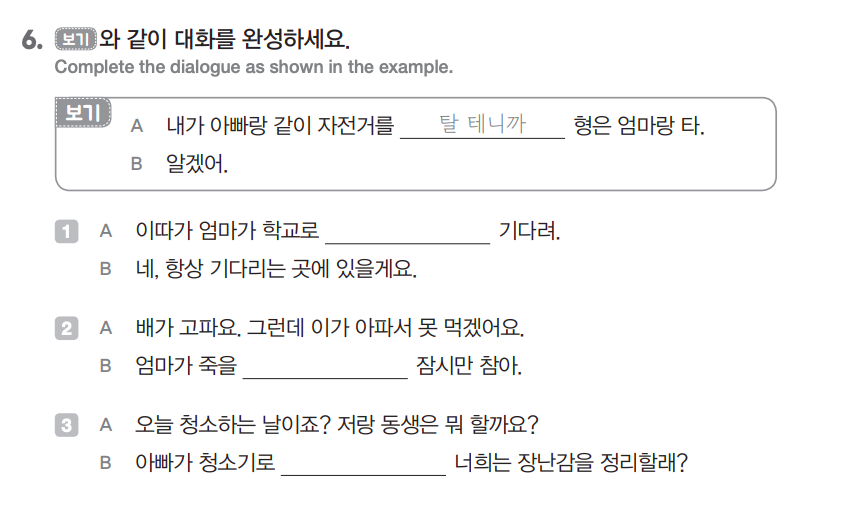 6. 보기 와 같이 대화를 완성하세요.
Complete the dialogue as shown in the example.
보기
A 내가 아빠랑 같이 자전거를 탈 테니까 형은 엄마랑 타.
B 알겠어.
1 A 이따가 엄마가 학교로 ____________ 기다려.
B 네, 항상 기다리는 곳에 있을게요.
2 A 배가 고파요. 그런데 이가 아파서 못 먹겠어요.
B 엄마가 죽을 ____________ 잠시만 참아.
3 A 오늘 청소하는 날이죠? 저랑 동생은 뭐 할까요?
B 아빠가 청소기로 ____________ 너희는 장난감을 정리할래?